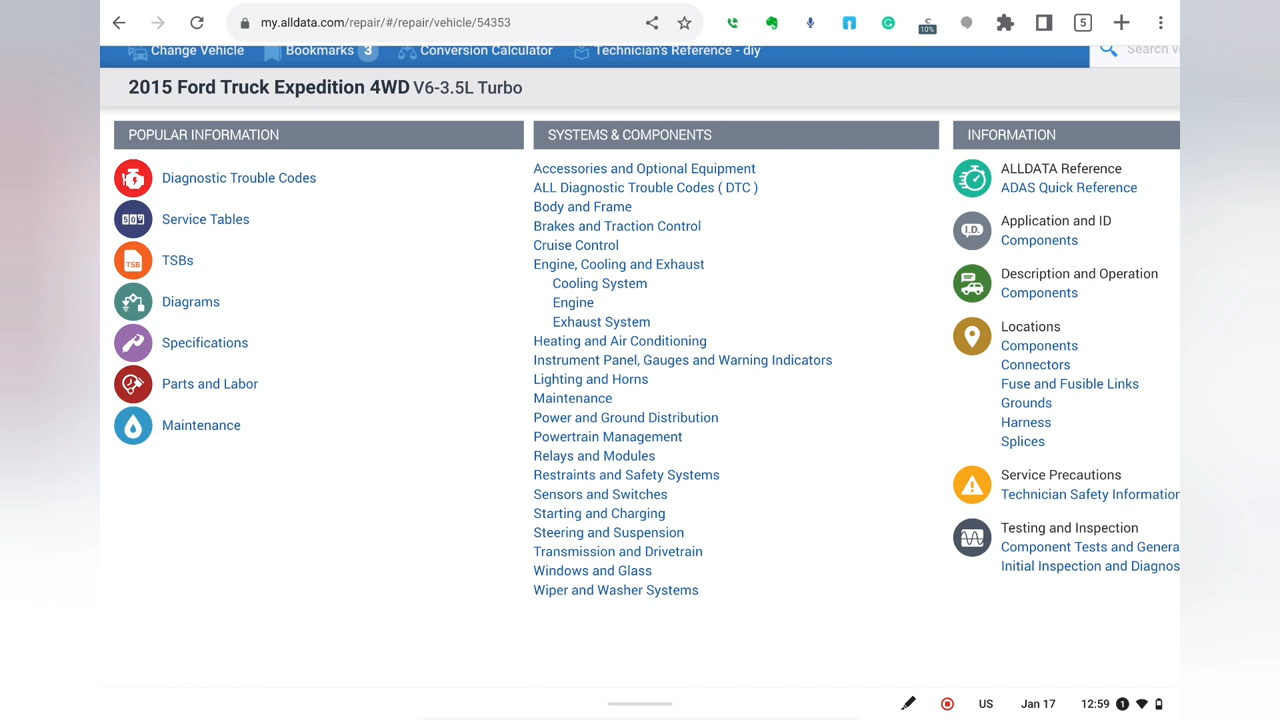 my.alldata.com/repair/#/repair/vehicle/54353
10%
5
Change Vehicle
Bookmarks 3
Conversion Calculator
Technician's Reference - diy
Search
2015 Ford Truck Expedition 4WD V6-3.5L Turbo
POPULAR INFORMATION
Diagnostic Trouble Codes
Service Tables
TSB
TSBs
Diagrams
Specifications
Parts and Labor
Maintenance
SYSTEMS & COMPONENTS
Accessories and Optional Equipment
ALL Diagnostic Trouble Codes ( DTC )
Body and Frame
Brakes and Traction Control
Cruise Control
Engine, Cooling and Exhaust
Cooling System
Engine
Exhaust System
Heating and Air Conditioning
Instrument Panel, Gauges and Warning Indicators
Lighting and Horns
Maintenance
Power and Ground Distribution
Powertrain Management
Relays and Modules
Restraints and Safety Systems
Sensors and Switches
Starting and Charging
Steering and Suspension
Transmission and Drivetrain
Windows and Glass
Wiper and Washer Systems
INFORMATION
ALLDATA Reference
ADAS Quick Reference
I.D.
Application and ID
Components
Description and Operation
Components
Locations
Components
Connectors
Fuse and Fusible Links
Grounds
Harness
Splices
Service Precautions
Technician Safety Information
Testing and Inspection
Component Tests and Genera
Initial Inspection and Diagnos
US
Jan 17
12:59
1